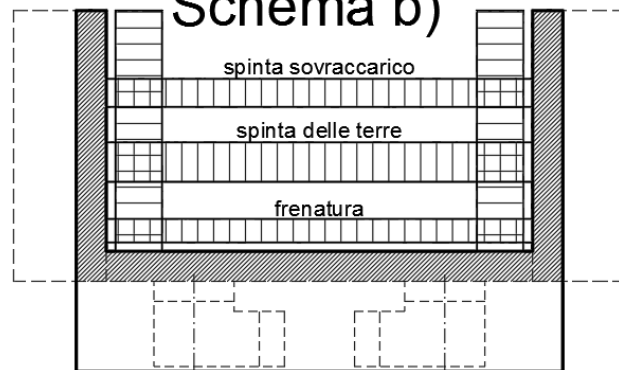 Schema b)
spinta sovraccarico
spinta delle terre
frenatura